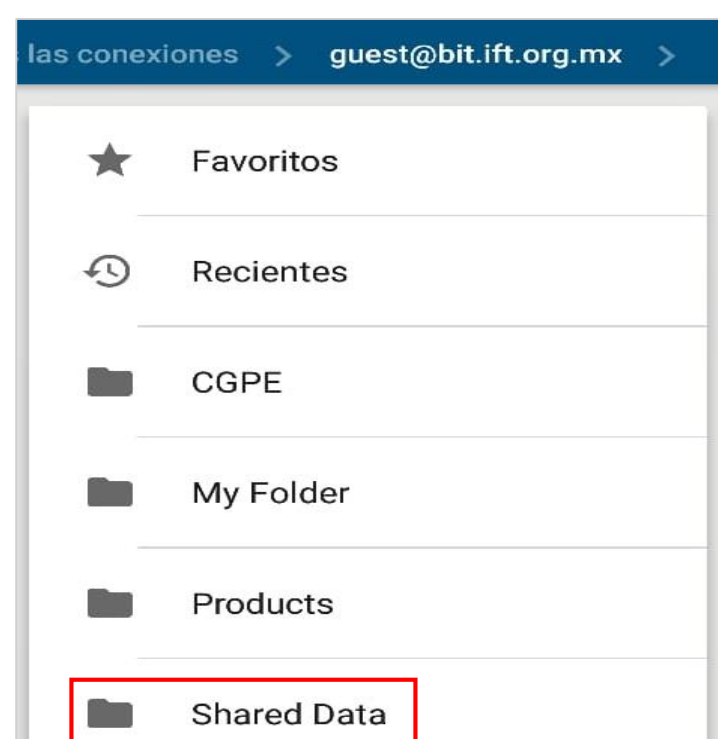 las conexiones > guest@bit.ift.org.mx >
Favoritos
Recientes
CGPE
My Folder
Products
Shared Data